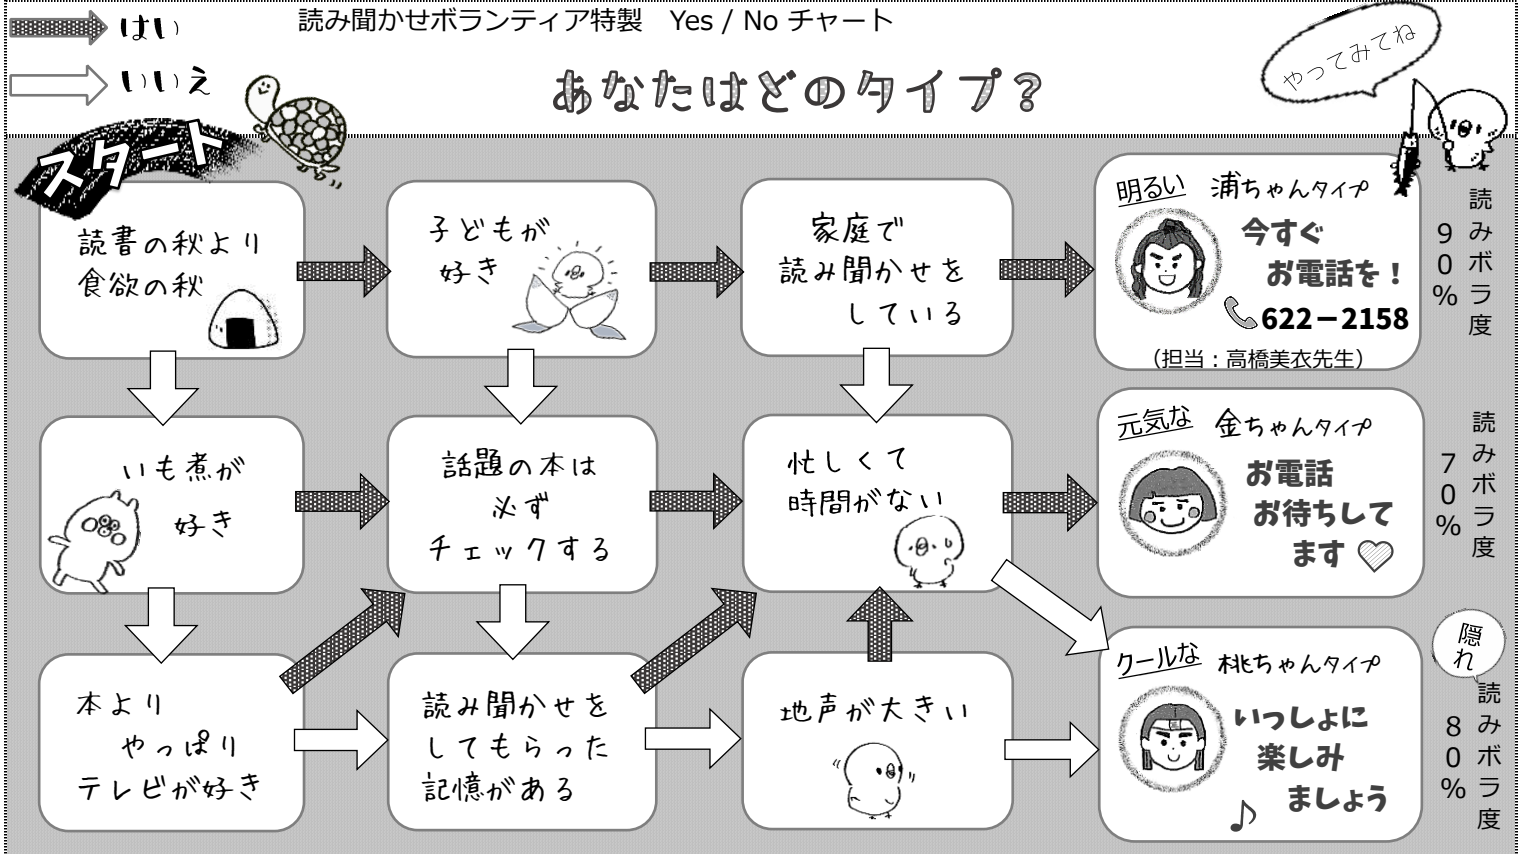 はい
いいえ
読み聞かせボランティア特製　Yes / No チャート
あなたはどのタイプ？
やってみてね
スタート
読書の秋より
食欲の秋
子どもが
好き
家庭で
読み聞かせを
している
明るい 浦ちゃんタイプ
今すぐ
お電話を！
622－2158
（担当：高橋美衣先生）
読みボラ度
90%
いも煮が
好き
話題の本は
必ず
チェックする
忙しくて
時間がない
元気な 金ちゃんタイプ
お電話
お待ちして
ます
読みボラ度
70%
本より
やっぱり
テレビが好き
読み聞かせを
してもらった
記憶がある
地声が大きい
クールな 桃ちゃんタイプ
いっしょに
楽しみ
ましょう
隠れ
読みボラ度
80%